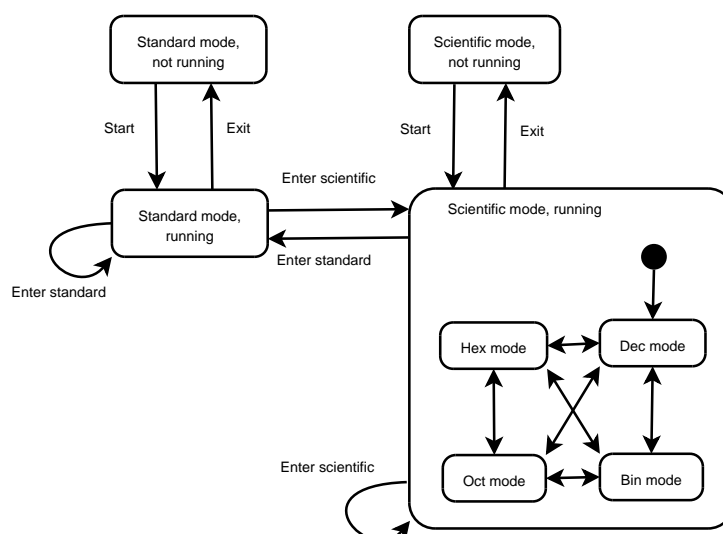 Standard mode,
not running
Scientific mode,
not running
Start
Exit
Start
Exit
Enter scientific
Standard mode,
running
Scientific mode, running
Enter standard
Enter standard
Hex mode
Dec mode
Enter scientific
Oct mode
Bin mode